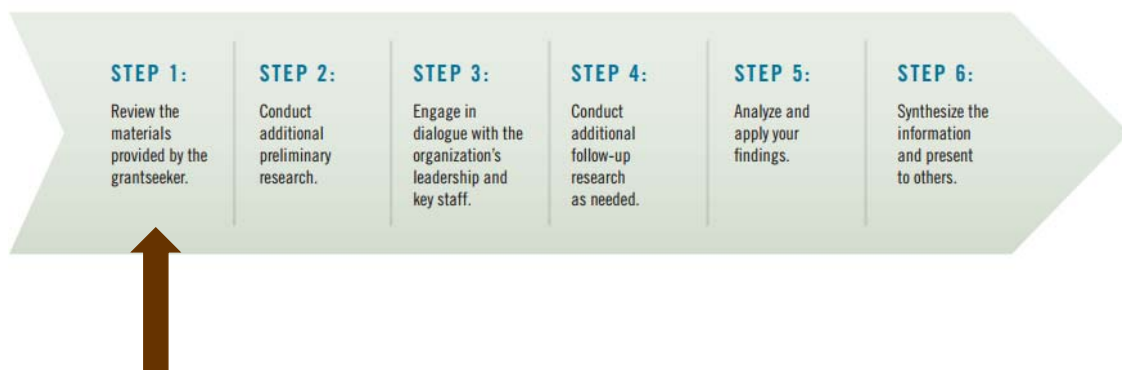 STEP 1:
Review the
materials
provided by the
grantseeker.
STEP 2:
Conduct
additional
preliminary
research.
STEP 3:
Engage in
dialogue with the
organization's
leadership and
key staff.
STEP 4:
Conduct
additional
follow-up
research
as needed.
STEP 5:
Analyze and
apply your
findings.
STEP 6:
Synthesize the
information
and present
to others.